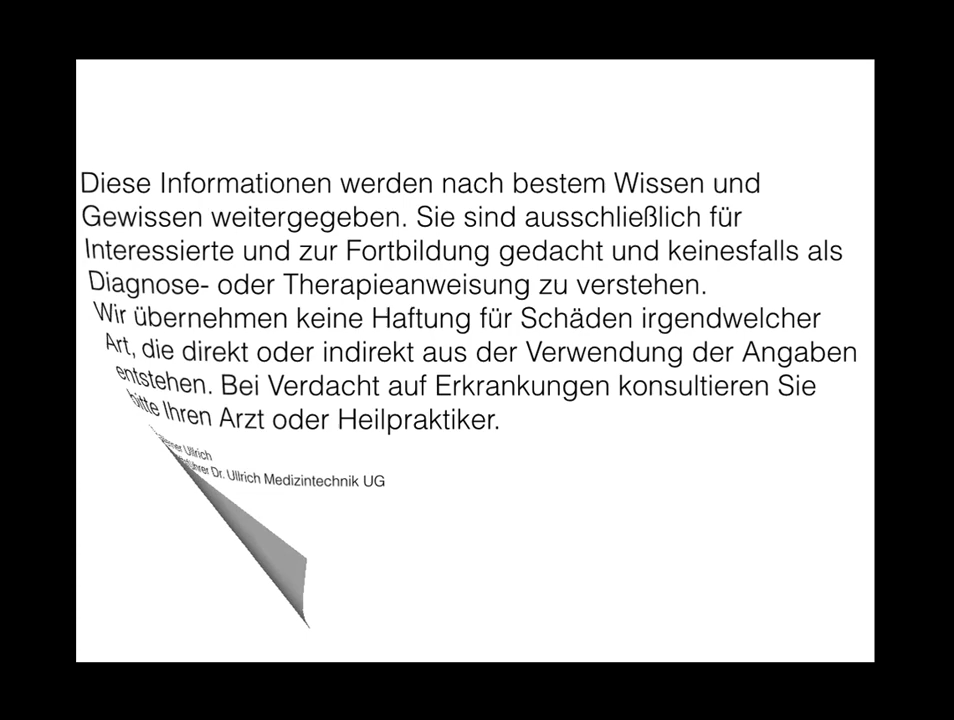 Diese Informationen werden nach bestem Wissen und
Gewissen weitergegeben. Sie sind ausschließlich für
Interessierte und zur Fortbildung gedacht und keinesfalls als
Diagnose- oder Therapieanweisung zu verstehen.
Wir übernehmen keine Haftung für Schäden irgendwelcher
Art, die direkt oder indirekt aus der Verwendung der Angaben
entstehen. Bei Verdacht auf Erkrankungen konsultieren Sie
bitte Ihren Arzt oder Heilpraktiker.
Ullrich
Dr. Ullrich Medizintechnik UG